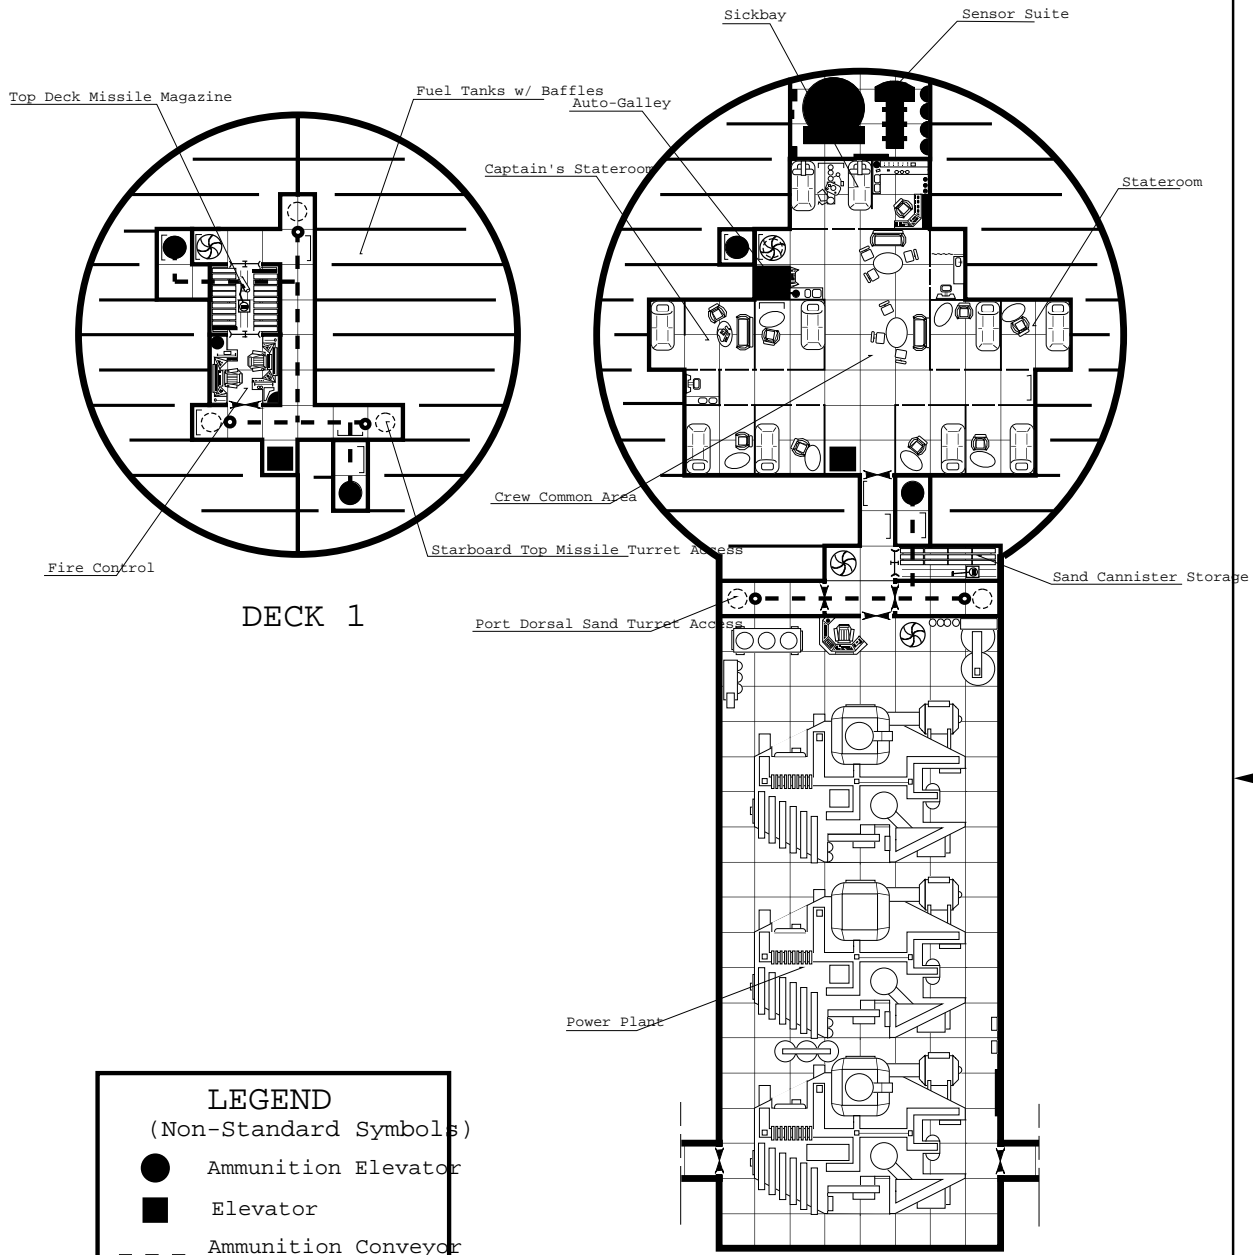 Sickbay
Sensor Suite
Top Deck Missile Magazine
Fuel Tanks w/ Baffles
Auto-Galley
Captain's Stateroom
Stateroom
Crew Common Area
Starboard Top Missile Turret Access
Fire Control
Sand Cannister Storage
DECK 1
Port Dorsal Sand Turret Access
Power Plant
LEGEND
(Non-Standard Symbols)
Ammunition Elevator
Elevator
Ammunition Conveyor